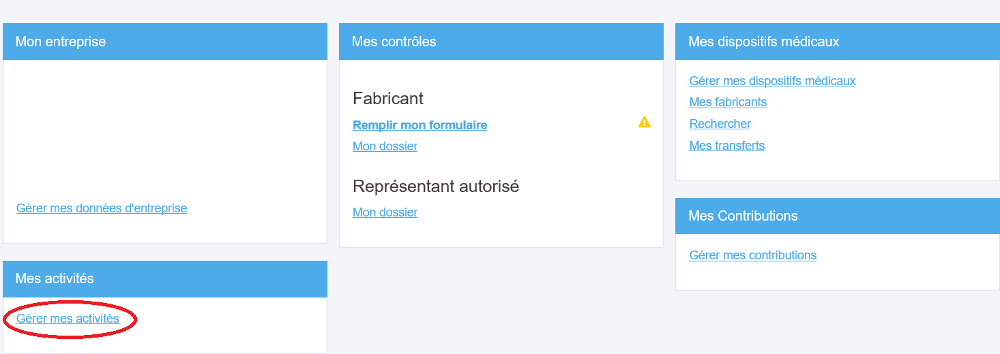 Mon entreprise
Gérer mes données d'entreprise
Mes activités
Gérer mes activités
Mes contrôles
Fabricant
Remplir mon formulaire
Mon dossier
Représentant autorisé
Mon dossier
Mes dispositifs médicaux
Gérer mes dispositifs médicaux
Mes fabricants
Rechercher
Mes transferts
Mes Contributions
Gérer mes contributions